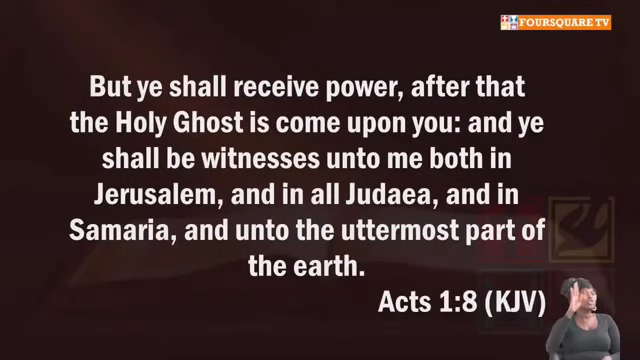 FOURSQUARE TV
But ye shall receive power, after that
the Holy Ghost is come upon you: and ye
shall be witnesses unto me both in
Jerusalem, and in all Judaea, and in
Samaria, and unto the uttermost part of
the earth.
Acts 1:8 (KJV)